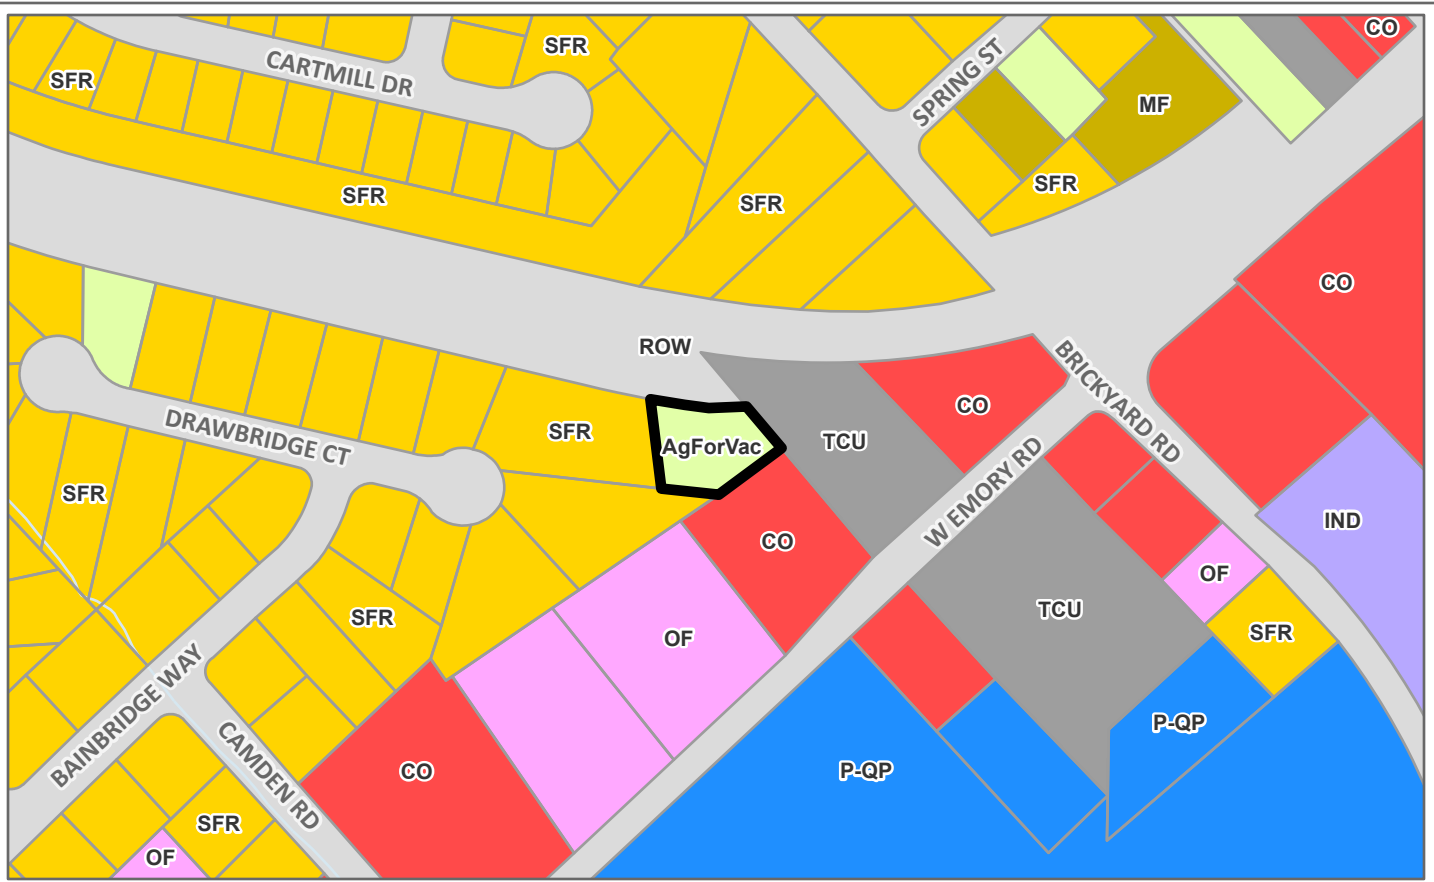 CO
SFR
SPRING ST
CARTMILL DR
SFR
MF
SFR
SFR
SFR
CO
ROW
BRICKYARD RD
CO
DRAWBRIDGE CT
SFR
TCU
AgForVac
W EMORY RD
SFR
IND
CO
OF
TCU
SFR
SFR
OF
BAINBRIDGE WAY
P-QP
CAMDEN RD
CO
P-QP
SFR
OF